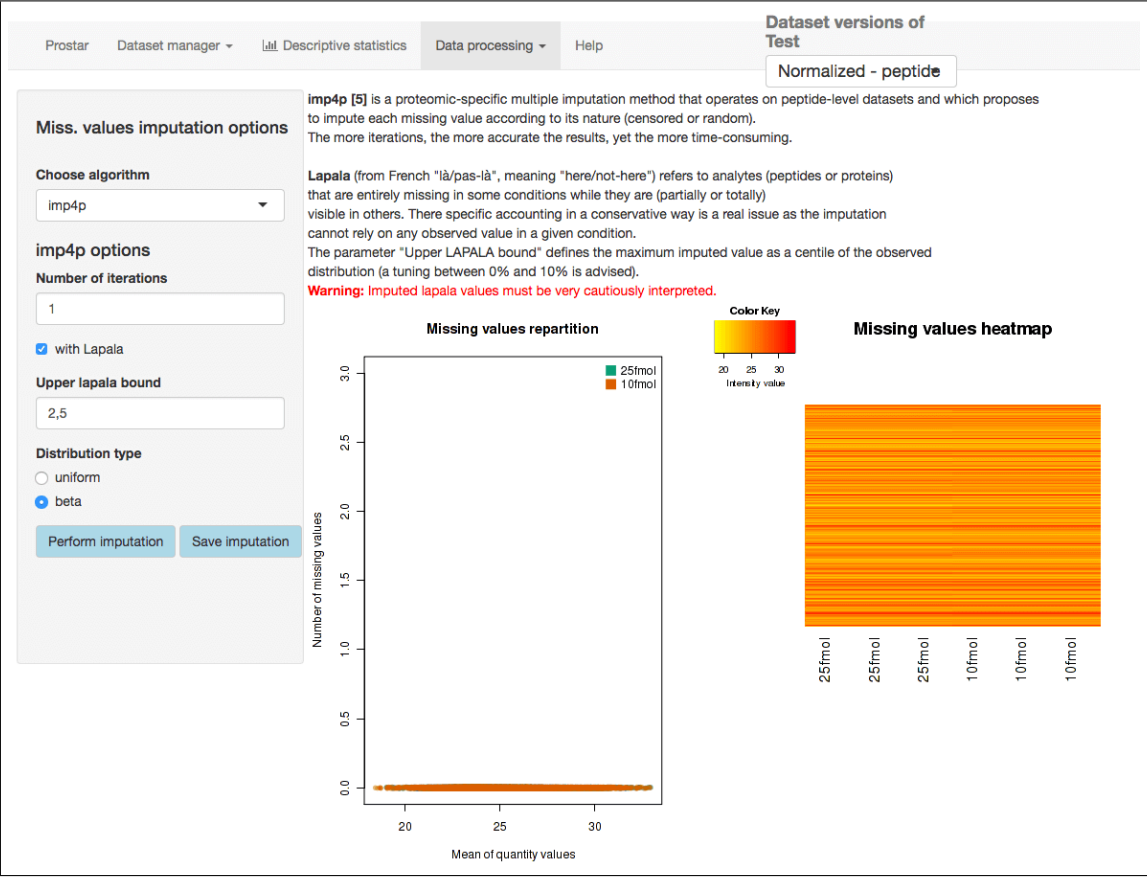 Dataset versions of
Test
Prostar Dataset manager Descriptive statistics Data processing Help
Normalized - peptide
Miss. values imputation options
Choose algorithm
imp4p
imp4p options
Number of iterations
1
with Lapala
Upper lapala bound
2,5
Distribution type
uniform
beta
Perform imputation Save imputation
imp4p [5] is a proteomic-specific multiple imputation method that operates on peptide-level datasets and which proposes
to impute each missing value according to its nature (censored or random).
The more iterations, the more accurate the results, yet the more time-consuming.
Lapala (from French "là/pas-là", meaning "here/not-here") refers to analytes (peptides or proteins)
that are entirely missing in some conditions while they are (partially or totally)
visible in others. There specific accounting in a conservative way is a real issue as the imputation
cannot rely on any observed value in a given condition.
The parameter "Upper LAPALA bound" defines the maximum imputed value as a centile of the observed
distribution (a tuning between 0% and 10% is advised).
Warning: Imputed lapala values must be very cautiously interpreted.
Missing values repartition
25fmol
10fmol
Number of missing values
3.0
2.5
2.0
1.5
1.0
0.5
0.0
20 25 30
Mean of quantity values
Color Key
20 25 30
Intensity value
Missing values heatmap
25fmol 25fmol 25fmol 10fmol 10fmol 10fmol